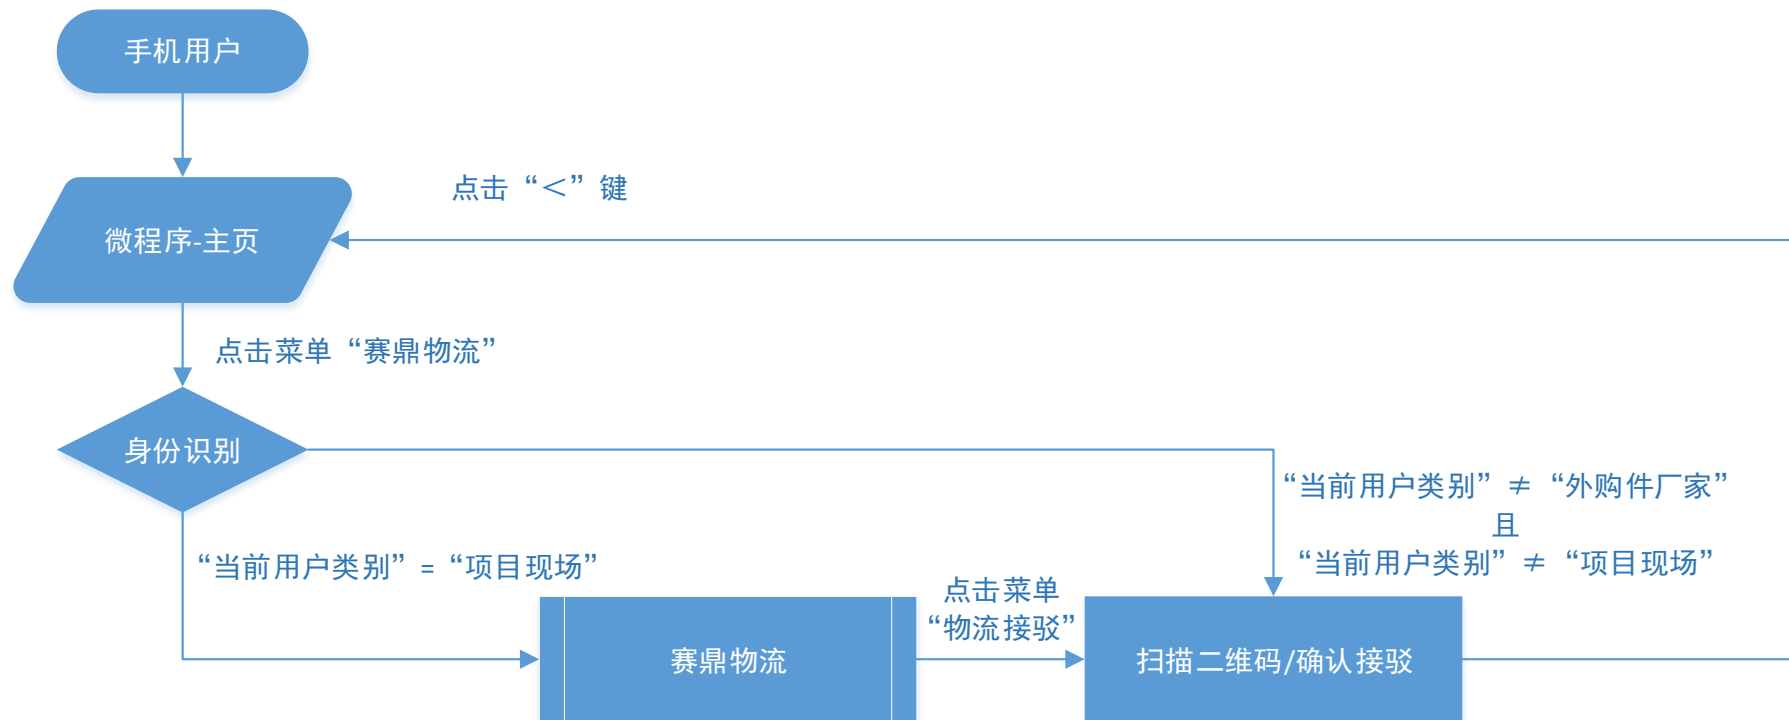 手机用户
点击“<”键
微程序-主页
点击菜单“赛鼎物流”
身份识别
“当前用户类别”≠“外购件厂家”
且
“当前用户类别”≠“项目现场”
“当前用户类别”=“项目现场”
点击菜单
“物流接驳”
赛鼎物流
扫描二维码/确认接驳